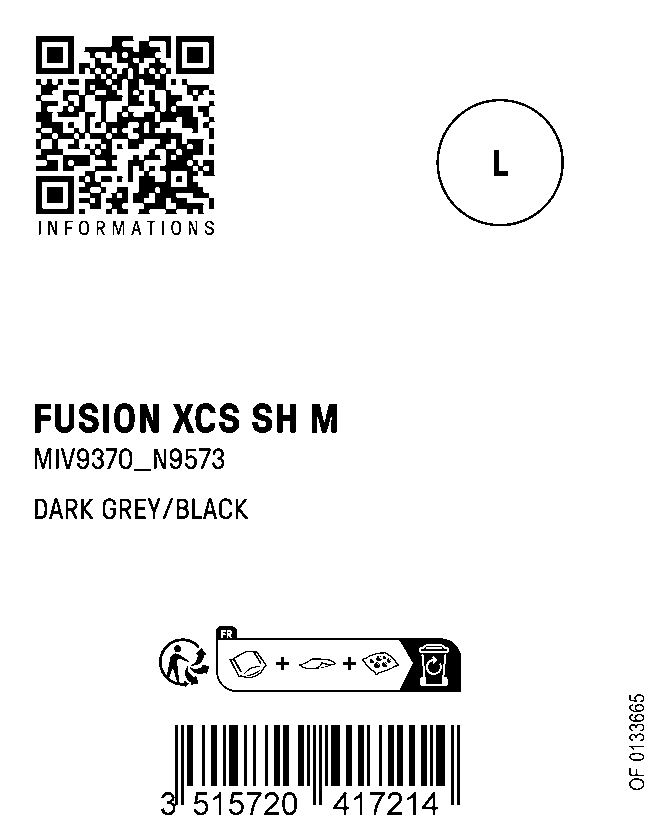 INFORMATIONS
L
FUSION XCS SH M
MIV9370_N9573
DARK GREY/BLACK
FR
3 515720 417214
OF 0133665